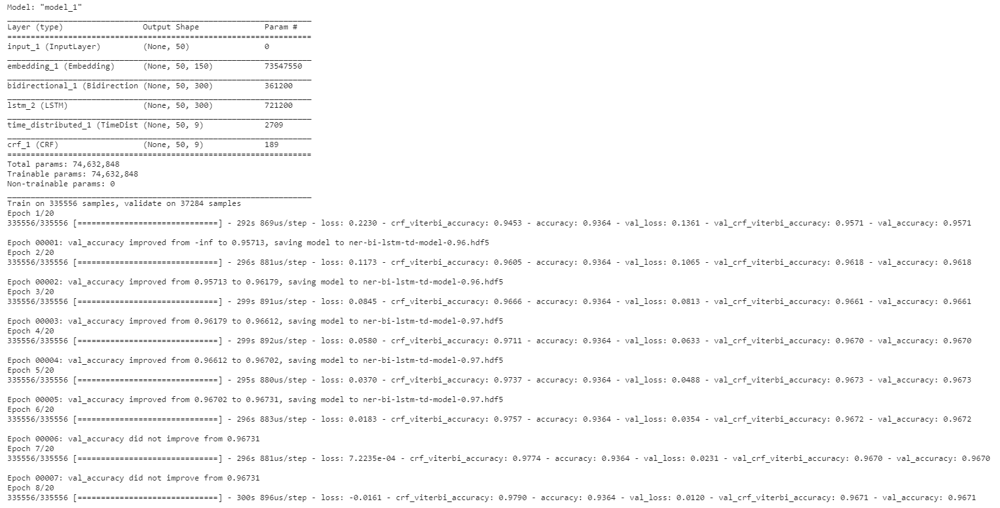 Model: "model_1"
_________________________________________________________________
Layer (type)                 Output Shape              Param #
=================================================================
input_1 (InputLayer)         (None, 50)                0
_________________________________________________________________
embedding_1 (Embedding)      (None, 50, 150)           73547550
_________________________________________________________________
bidirectional_1 (Bidirection (None, 50, 300)           361200
_________________________________________________________________
lstm_2 (LSTM)                (None, 50, 300)           721200
_________________________________________________________________
time_distributed_1 (TimeDist (None, 50, 9)             2709
_________________________________________________________________
crf_1 (CRF)                  (None, 50, 9)             189
=================================================================
Total params: 74,632,848
Trainable params: 74,632,848
Non-trainable params: 0
_________________________________________________________________
Train on 335556 samples, validate on 37284 samples
Epoch 1/20
335556/335556 [==============================] - 292s 869us/step - loss: 0.2230 - crf_viterbi_accuracy: 0.9453 - accuracy: 0.9364 - val_loss: 0.1361 - val_crf_viterbi_accuracy: 0.9571 - val_accuracy: 0.9571
Epoch 00001: val_accuracy improved from -inf to 0.95713, saving model to ner-bi-lstm-td-model-0.96.hdf5
Epoch 2/20
335556/335556 [==============================] - 296s 881us/step - loss: 0.1173 - crf_viterbi_accuracy: 0.9605 - accuracy: 0.9364 - val_loss: 0.1065 - val_crf_viterbi_accuracy: 0.9618 - val_accuracy: 0.9618
Epoch 00002: val_accuracy improved from 0.95713 to 0.96179, saving model to ner-bi-lstm-td-model-0.96.hdf5
Epoch 3/20
335556/335556 [==============================] - 299s 891us/step - loss: 0.0845 - crf_viterbi_accuracy: 0.9666 - accuracy: 0.9364 - val_loss: 0.0813 - val_crf_viterbi_accuracy: 0.9661 - val_accuracy: 0.9661
Epoch 00003: val_accuracy improved from 0.96179 to 0.96612, saving model to ner-bi-lstm-td-model-0.97.hdf5
Epoch 4/20
335556/335556 [==============================] - 299s 892us/step - loss: 0.0580 - crf_viterbi_accuracy: 0.9711 - accuracy: 0.9364 - val_loss: 0.0633 - val_crf_viterbi_accuracy: 0.9670 - val_accuracy: 0.9670
Epoch 00004: val_accuracy improved from 0.96612 to 0.96702, saving model to ner-bi-lstm-td-model-0.97.hdf5
Epoch 5/20
335556/335556 [==============================] - 295s 880us/step - loss: 0.0370 - crf_viterbi_accuracy: 0.9737 - accuracy: 0.9364 - val_loss: 0.0488 - val_crf_viterbi_accuracy: 0.9673 - val_accuracy: 0.9673
Epoch 00005: val_accuracy improved from 0.96702 to 0.96731, saving model to ner-bi-lstm-td-model-0.97.hdf5
Epoch 6/20
335556/335556 [==============================] - 296s 883us/step - loss: 0.0183 - crf_viterbi_accuracy: 0.9757 - accuracy: 0.9364 - val_loss: 0.0354 - val_crf_viterbi_accuracy: 0.9672 - val_accuracy: 0.9672
Epoch 00006: val_accuracy did not improve from 0.96731
Epoch 7/20
335556/335556 [==============================] - 296s 881us/step - loss: 7.2235e-04 - crf_viterbi_accuracy: 0.9774 - accuracy: 0.9364 - val_loss: 0.0231 - val_crf_viterbi_accuracy: 0.9670 - val_accuracy: 0.9670
Epoch 00007: val_accuracy did not improve from 0.96731
Epoch 8/20
335556/335556 [==============================] - 300s 896us/step - loss: -0.0161 - crf_viterbi_accuracy: 0.9790 - accuracy: 0.9364 - val_loss: 0.0120 - val_crf_viterbi_accuracy: 0.9671 - val_accuracy: 0.9671